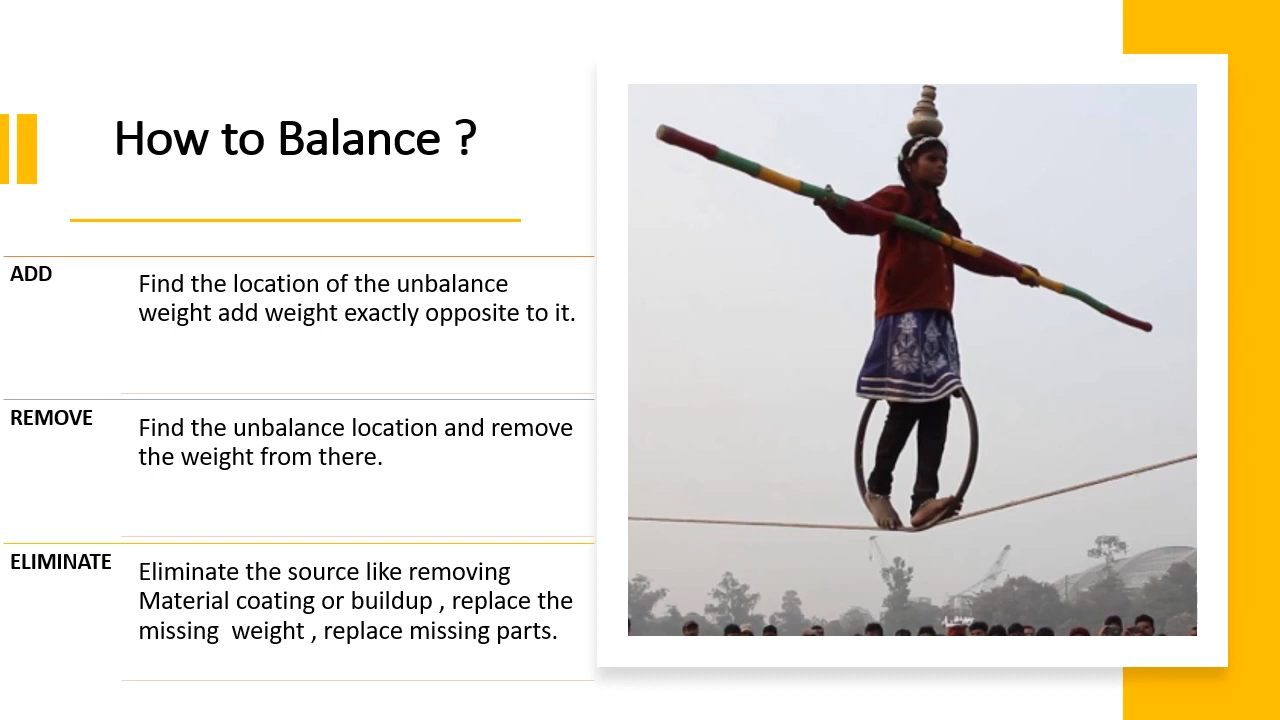 How to Balance ?
ADD
Find the location of the unbalance
weight add weight exactly opposite to it.
REMOVE
Find the unbalance location and remove
the weight from there.
ELIMINATE
Eliminate the source like removing
Material coating or buildup , replace the
missing  weight , replace missing parts.